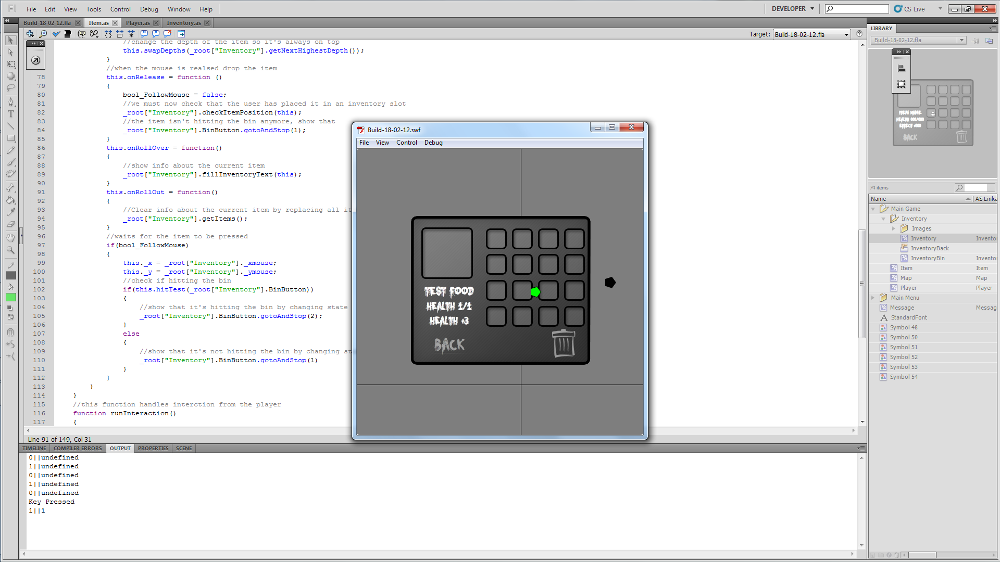 Fl File Edit View Tools Control Debug Window Help DEVELOPER CS Live
Build-18-02-12.fla Item.as Player.as Inventory.as
Target: Build-18-02-12.fla
//change the depth of the item so it's always on top
this.swapDepths(_root["Inventory"].getNextHighestDepth());
}
//when the mouse is realsed drop the item
78 this.onRelease = function ()
79 {
80 bool_FollowMouse = false;
81 //we must now check that the user has placed it in an inventory slot
82 _root["Inventory"].checkItemPosition(this);
83 //the item isn't hitting the bin anymore, show that
84 _root["Inventory"].BinButton.gotoAndStop(1);
85 }
86 this.onRollOver = function()
87 {
88 //show info about the current item
89 _root["Inventory"].fillInventoryText(this);
90 }
91 this.onRollOut = function()
92 {
93 //Clear info about the current item by replacing all it
94 _root["Inventory"].getItems();
95 }
96 //waits for the item to be pressed
97 if(bool_FollowMouse)
98 {
99 this._x = _root["Inventory"]._xmouse;
100 this._y = _root["Inventory"]._ymouse;
101 //check if hitting the bin
102 if(this.hitTest(_root["Inventory"].BinButton))
103 {
104 //show that it's hitting the bin by changing state
105 _root["Inventory"].BinButton.gotoAndStop(2);
106 }
107 else
108 {
109 //show that it's not hitting the bin by changing st
110 _root["Inventory"].BinButton.gotoAndStop(1)
111 }
112 }
113 }
114 }
115 //this function handles interction from the player
116 function runInteraction()
117 {
Line 91 of 149, Col 31
TIMELINE COMPILER ERRORS OUTPUT PROPERTIES SCENE
0||undefined
1||undefined
0||undefined
1||undefined
0||undefined
Key Pressed
1||1
Build-18-02-12.swf
File View Control Debug
TEST FOOD
HEALTH 1/1
HEALTH +3
BACK
LIBRARY
Build-18-02-12.fla
ITEM NAME
HEALTH 000/000
BACK
74 items
Name AS Linka
Main Game
Inventory
Images
Inventory Invento
InventoryBack
InventoryBin Invento
Item Item
Map Map
Player Player
Main Menu
Message Messag
StandardFont
Symbol 48
Symbol 50
Symbol 51
Symbol 52
Symbol 53
Symbol 54